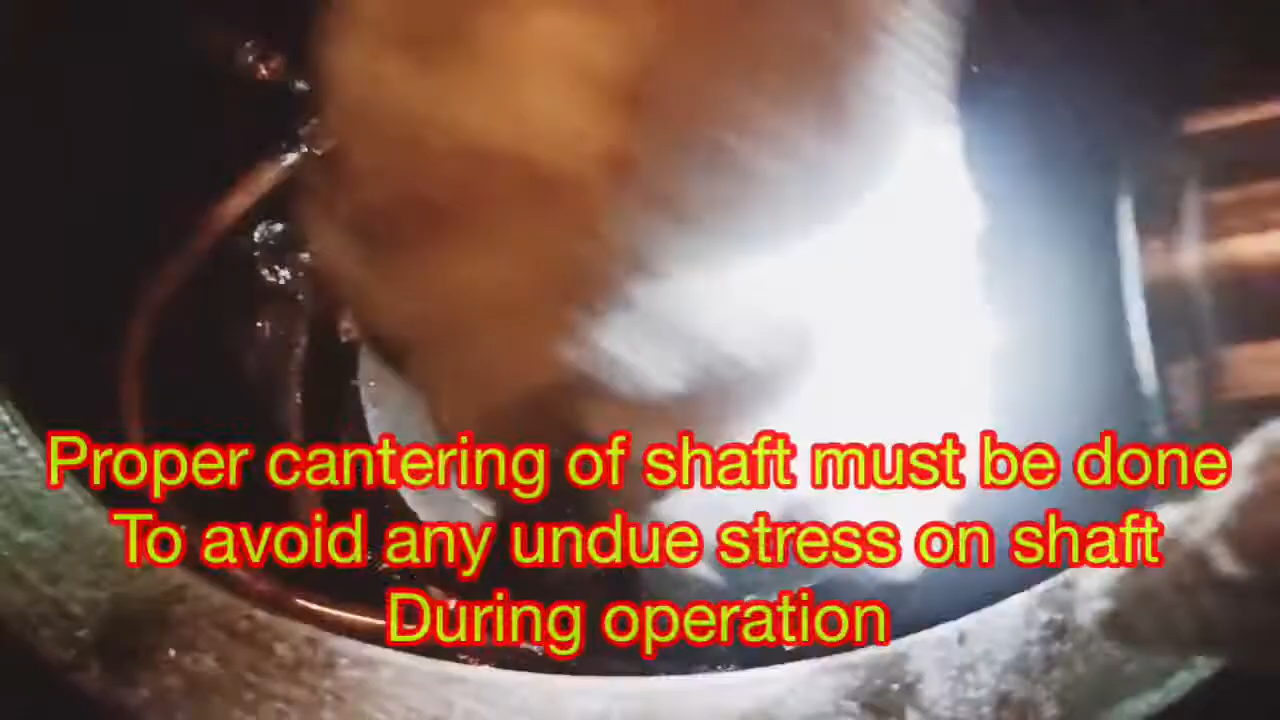 Proper cantering of shaft must be done
To avoid any undue stress on shaft
During operation